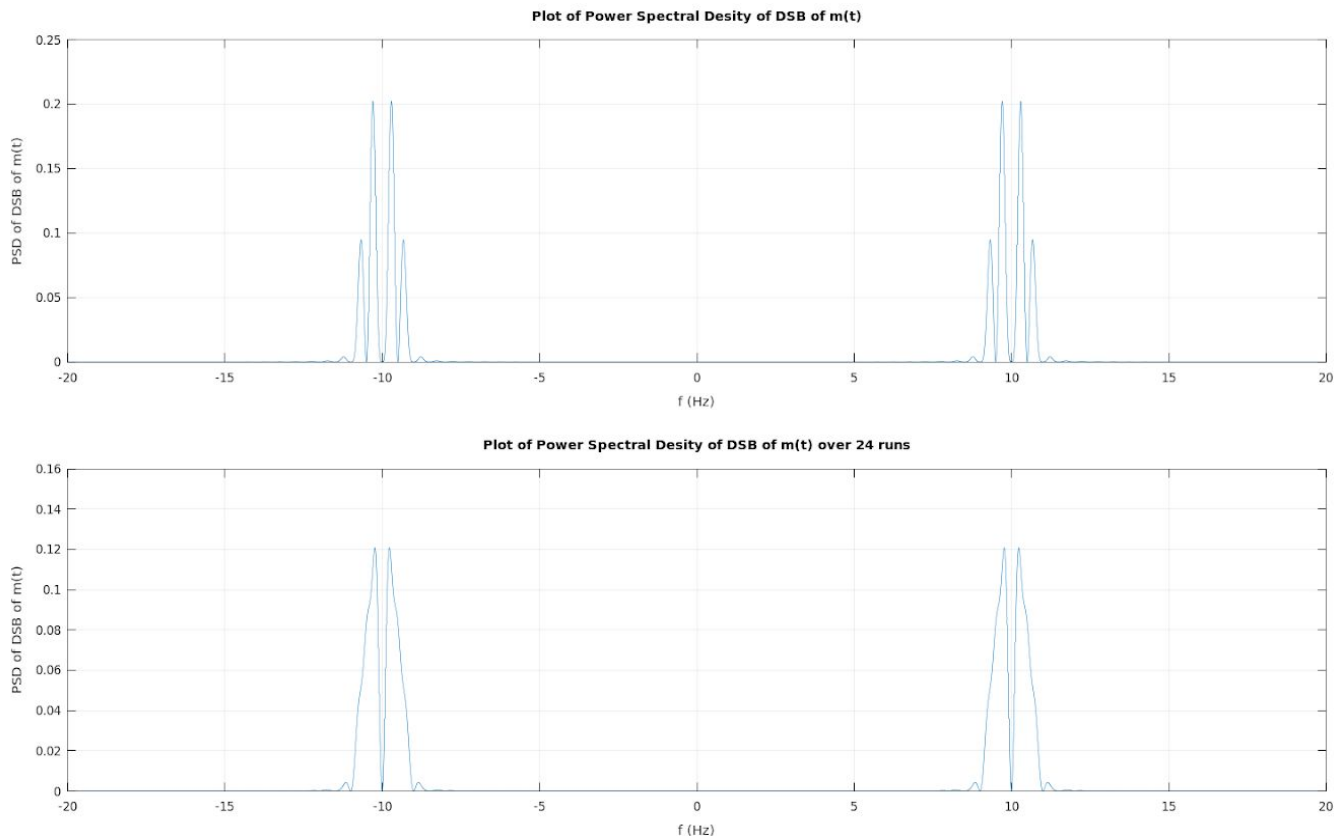 Plot of Power Spectral Desity of DSB of m(t)
0.25
0.2
0.15
0.1
0.05
0
PSD of DSB of m(t)
-20 -15 -10 -5 0 5 10 15 20
f (Hz)
Plot of Power Spectral Desity of DSB of m(t) over 24 runs
0.16
0.14
0.12
0.1
0.08
0.06
0.04
0.02
0
PSD of DSB of m(t)
-20 -15 -10 -5 0 5 10 15 20
f (Hz)